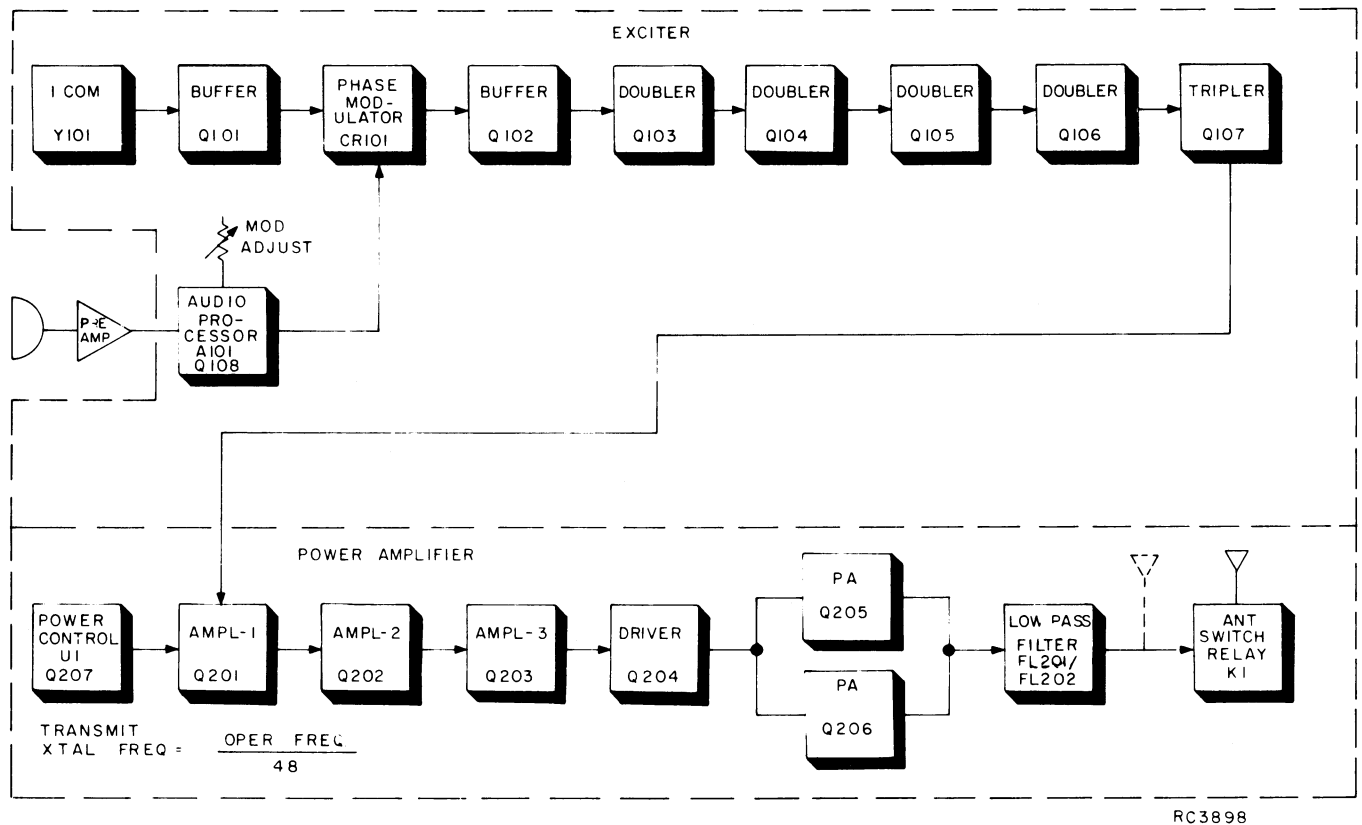 EXCITER
I COM
Y101
BUFFER
Q101
PHASE
MOD-
ULATOR
CR101
BUFFER
Q102
DOUBLER
Q103
DOUBLER
Q104
DOUBLER
Q105
DOUBLER
Q106
TRIPLER
Q107
MOD
ADJUST
PRE
AMP
AUDIO
PRO-
CESSOR
A101
Q108
POWER AMPLIFIER
POWER
CONTROL
U1
Q207
AMPL-1
Q201
AMPL-2
Q202
AMPL-3
Q203
DRIVER
Q204
PA
Q205
PA
Q206
LOW PASS
FILTER
FL201/
FL202
ANT
SWITCH
RELAY
K1
TRANSMIT
XTAL FREQ = OPER FREQ
48
RC3898